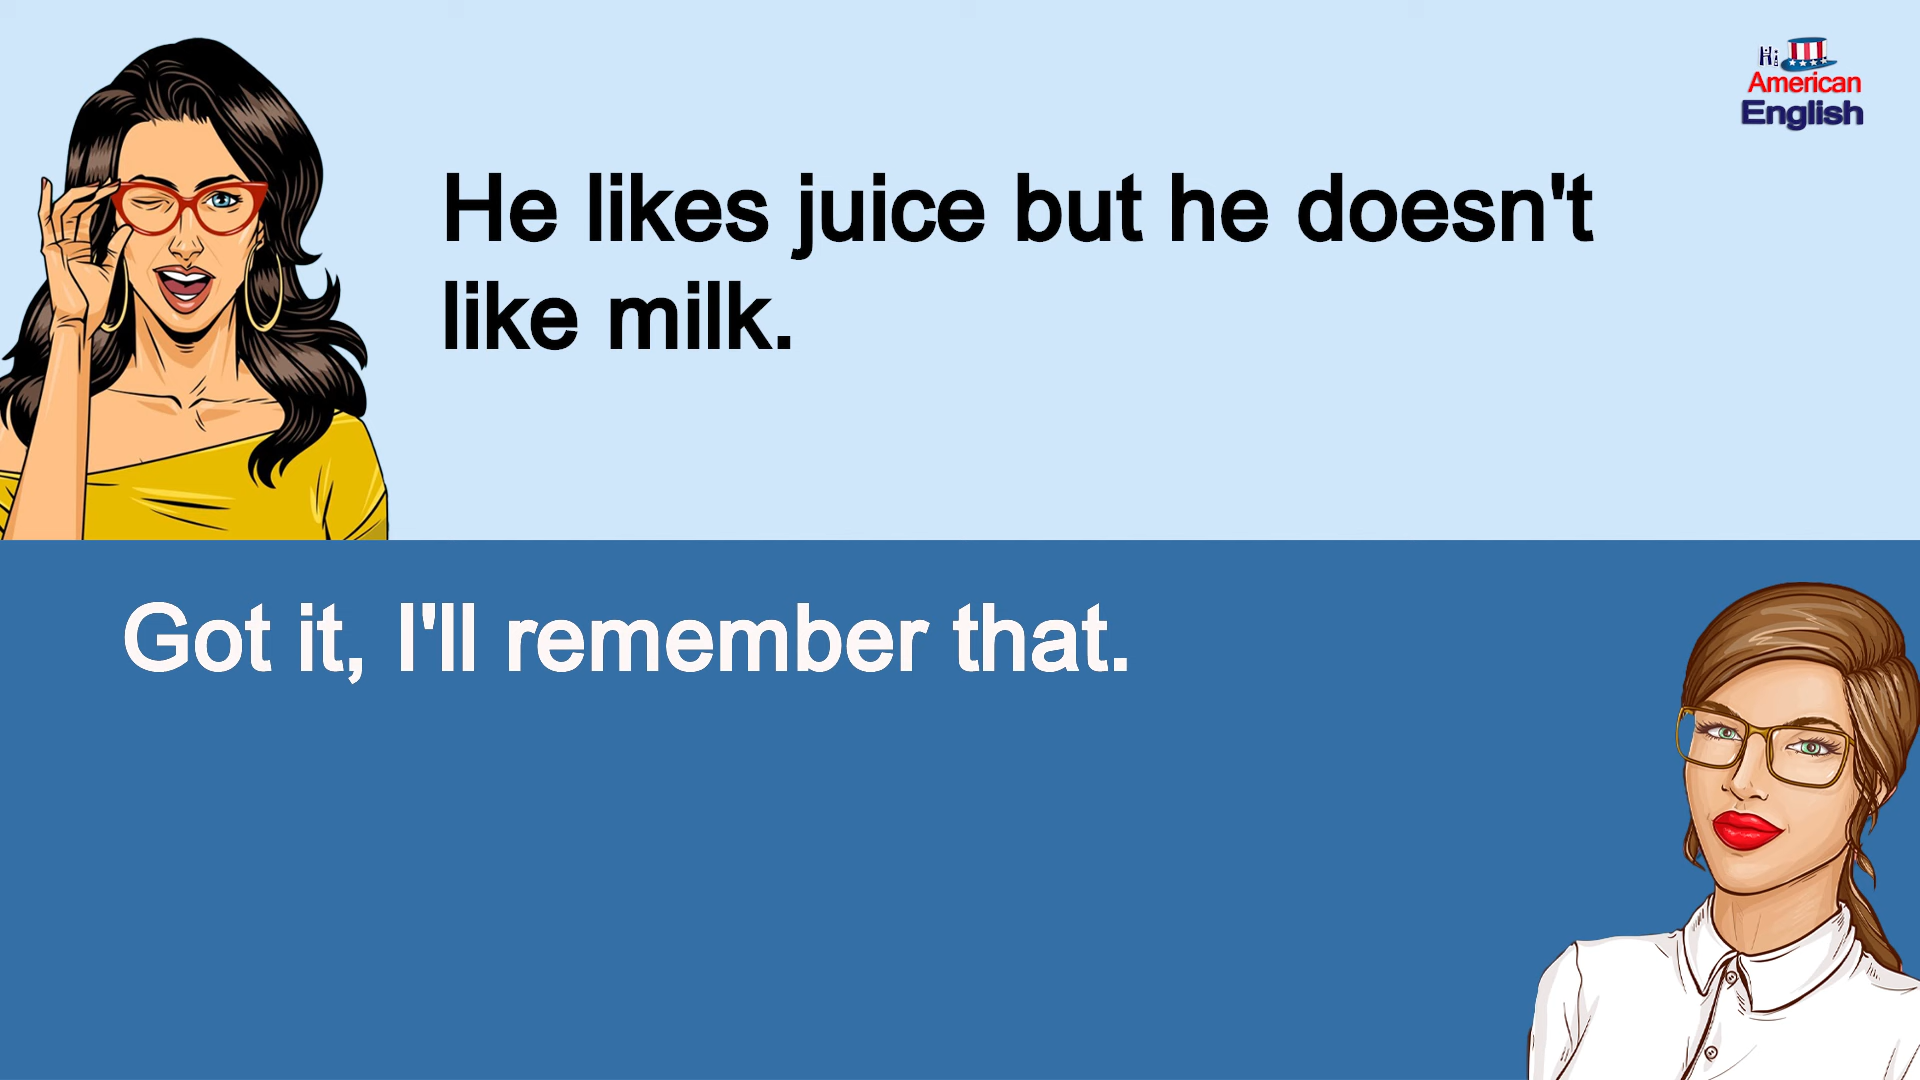 Hi
American
English
He likes juice but he doesn't
like milk.
Got it, I'll remember that.